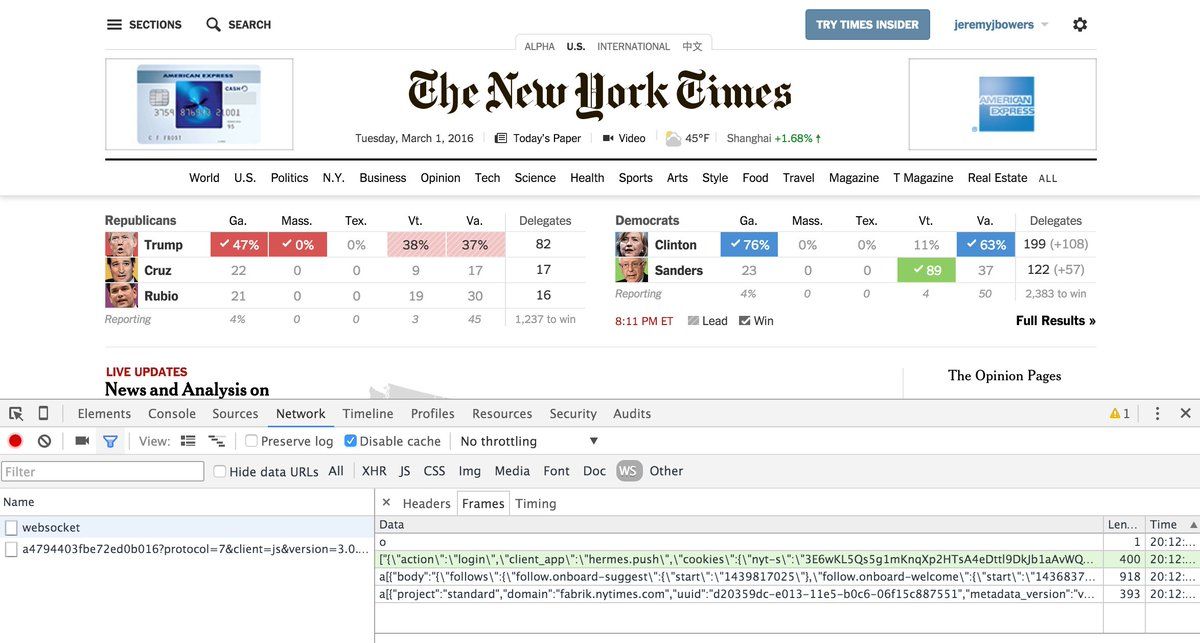 SECTIONS SEARCH TRY TIMES INSIDER jeremyjbowers
ALPHA U.S. INTERNATIONAL 中文
AMERICAN EXPRESS
CASH
C F FROST
95
The New York Times
AMERICAN EXPRESS
Tuesday, March 1, 2016 Today's Paper Video 45°F Shanghai +1.68% ↑
World U.S. Politics N.Y. Business Opinion Tech Science Health Sports Arts Style Food Travel Magazine T Magazine Real Estate ALL
Republicans Ga. Mass. Tex. Vt. Va. Delegates
Trump ✓ 47% ✓ 0% 0% 38% 37% 82
Cruz 22 0 0 9 17 17
Rubio 21 0 0 19 30 16
Reporting 4% 0 0 3 45 1,237 to win
Democrats Ga. Mass. Tex. Vt. Va. Delegates
Clinton ✓ 76% 0% 0% 11% ✓ 63% 199 (+108)
Sanders 23 0 0 ✓ 89 37 122 (+57)
Reporting 4% 0 0 4 50 2,383 to win
8:11 PM ET Lead Win Full Results »
LIVE UPDATES
News and Analysis on
The Opinion Pages
Elements Console Sources Network Timeline Profiles Resources Security Audits 1
View: Preserve log Disable cache No throttling
Filter Hide data URLs All XHR JS CSS Img Media Font Doc WS Other
Name
websocket
a4794403fbe72ed0b016?protocol=7&client=js&version=3.0....
× Headers Frames Timing
Data Len... Time
o 1 20:12:...
["{\"action\":\"login\",\"client_app\":\"hermes.push\",\"cookies\":{\"nyt-s\":\"3E6wKL5Qs5g1mKnqXp2HTsA4eDttl9DkJb1aAvWQ... 400 20:12:...
a[{"body":"{\"follows\":{\"follow.onboard-suggest\":{\"start\":\"1439817025\"},\"follow.onboard-welcome\":{\"start\":\"1436837... 918 20:12:...
a[{"project":"standard","domain":"fabrik.nytimes.com","uuid":"d20359dc-e013-11e5-b0c6-06f15c887551","metadata_version":"v... 393 20:12:...